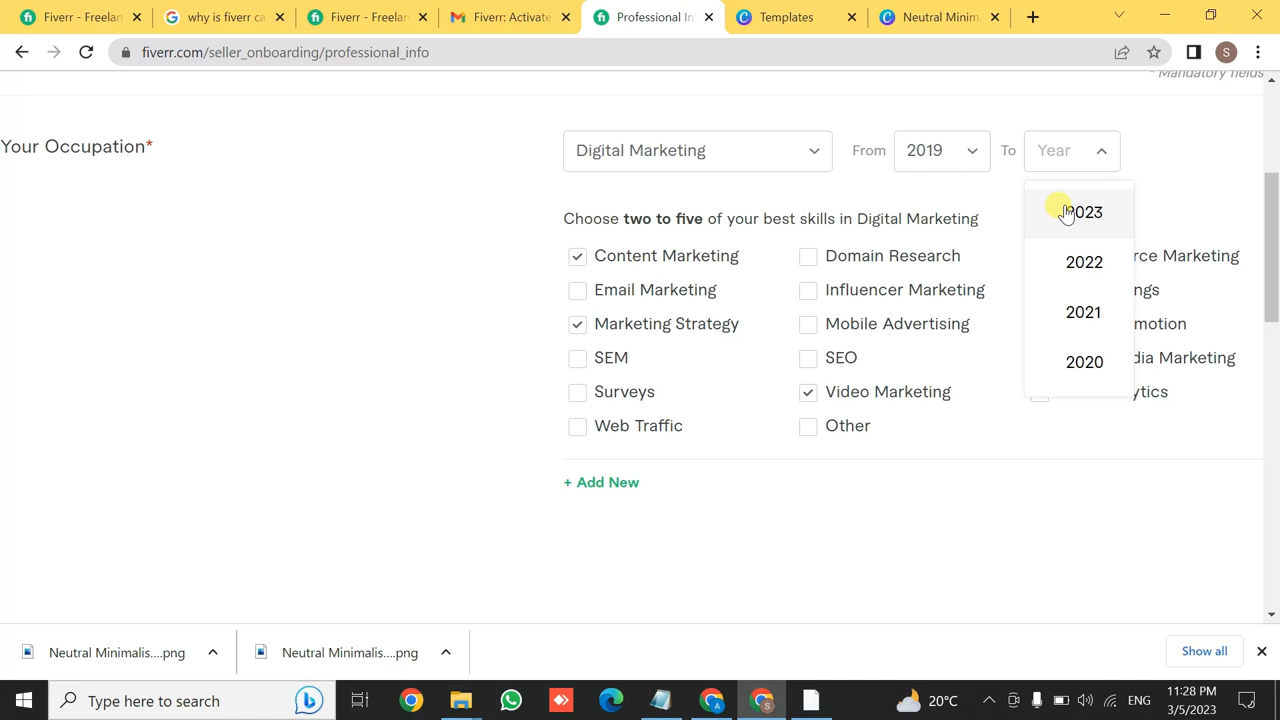 Fiverr - Freelan
why is fiverr ca
Fiverr - Freelan
Fiverr: Activate
Professional In
Templates
Neutral Minim
fiverr.com/seller_onboarding/professional_info
S
* Mandatory fields
Your Occupation*
Digital Marketing
From 2019 To Year
2023
2022
2021
2020
Choose two to five of your best skills in Digital Marketing
Content Marketing Domain Research rce Marketing
Email Marketing Influencer Marketing ngs
Marketing Strategy Mobile Advertising motion
SEM SEO dia Marketing
Surveys Video Marketing ytics
Web Traffic Other
+ Add New
Neutral Minimalis....png
Neutral Minimalis....png
Show all
Type here to search
20°C
ENG
11:28 PM
3/5/2023